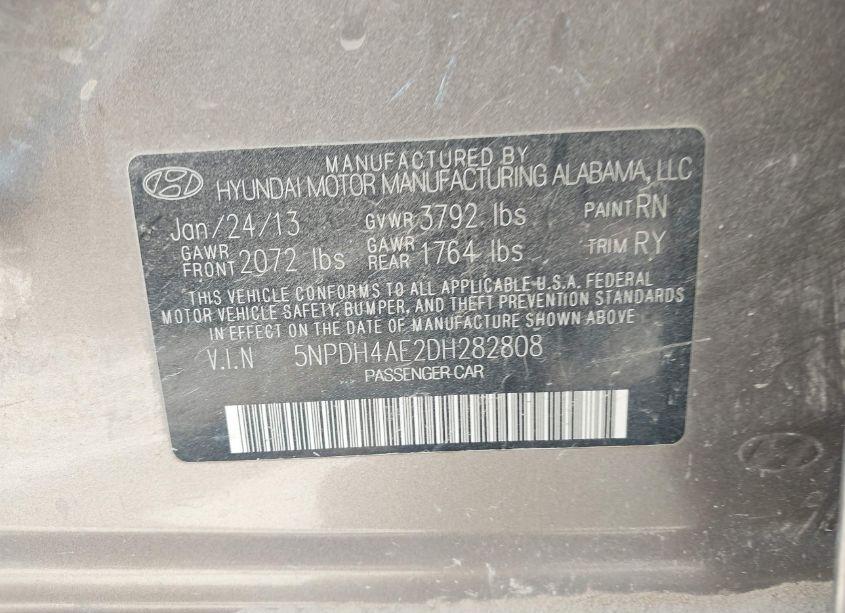 MANUFACTURED BY
HYUNDAI MOTOR MANUFACTURING ALABAMA, LLC
Jan/24/13 GVWR 3792 lbs PAINT RN
GAWR FRONT 2072 lbs GAWR REAR 1764 lbs TRIM RY
THIS VEHICLE CONFORMS TO ALL APPLICABLE U.S.A. FEDERAL
MOTOR VEHICLE SAFETY, BUMPER, AND THEFT PREVENTION STANDARDS
IN EFFECT ON THE DATE OF MANUFACTURE SHOWN ABOVE.
V.I.N 5NPDH4AE2DH282808
PASSENGER CAR